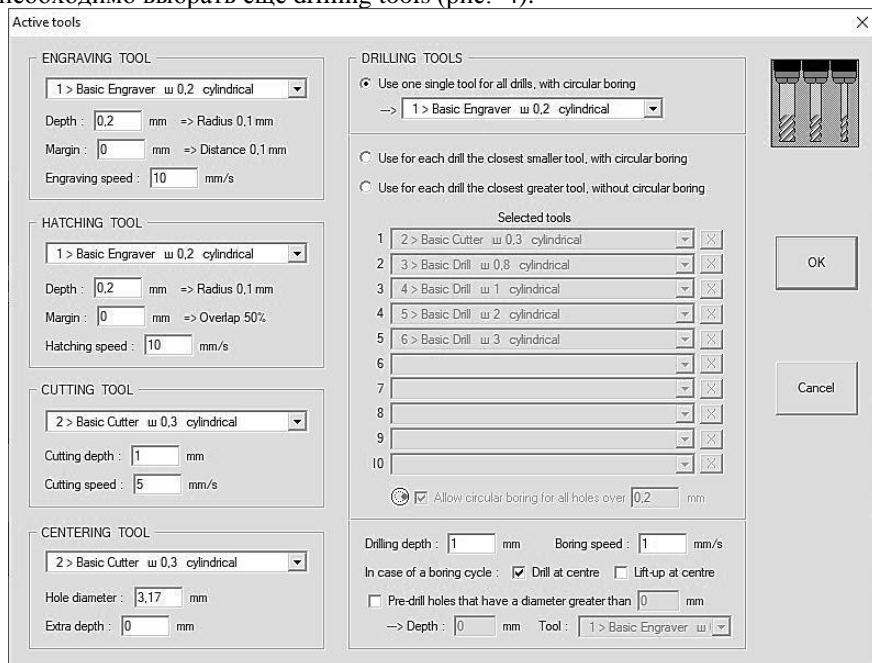 необходимо выбрать еще drilling tools (рис. 4).
Active tools
ENGRAVING TOOL
1 > Basic Engraver ш 0,2 cylindrical
Depth : 0,2 mm => Radius 0,1 mm
Margin : 0 mm => Distance 0,1 mm
Engraving speed : 10 mm/s
HATCHING TOOL
1 > Basic Engraver ш 0,2 cylindrical
Depth : 0,2 mm => Radius 0,1 mm
Margin : 0 mm => Overlap 50%
Hatching speed : 10 mm/s
CUTTING TOOL
2 > Basic Cutter ш 0,3 cylindrical
Cutting depth : 1 mm
Cutting speed : 5 mm/s
CENTERING TOOL
2 > Basic Cutter ш 0,3 cylindrical
Hole diameter : 3,17 mm
Extra depth : 0 mm
DRILLING TOOLS
Use one single tool for all drills, with circular boring
--> 1 > Basic Engraver ш 0,2 cylindrical
Use for each drill the closest smaller tool, with circular boring
Use for each drill the closest greater tool, without circular boring
Selected tools
1 2 > Basic Cutter ш 0,3 cylindrical X
2 3 > Basic Drill ш 0,8 cylindrical X
3 4 > Basic Drill ш 1 cylindrical X
4 5 > Basic Drill ш 2 cylindrical X
5 6 > Basic Drill ш 3 cylindrical X
6 X
7 X
8 X
9 X
10 X
Allow circular boring for all holes over 0,2 mm
Drilling depth : 1 mm Boring speed : 1 mm/s
In case of a boring cycle : Drill at centre Lift-up at centre
Pre-drill holes that have a diameter greater than 0 mm
--> Depth : 0 mm Tool : 1 > Basic Engraver ш
OK
Cancel